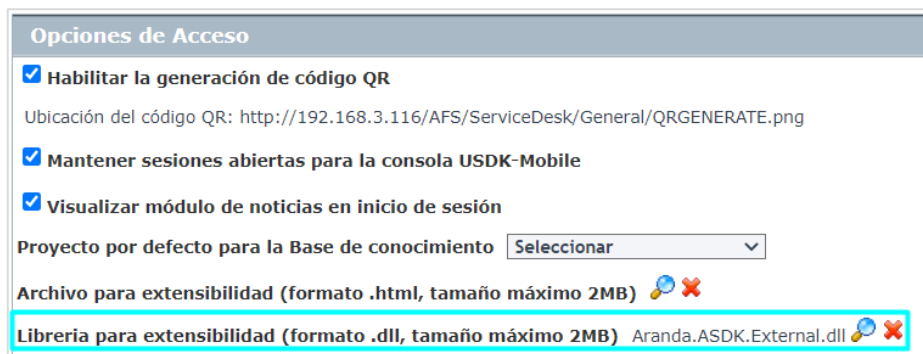 Opciones de Acceso
Habilitar la generación de código QR
Ubicación del código QR: http://192.168.3.116/AFS/ServiceDesk/General/QRGENERATE.png
Mantener sesiones abiertas para la consola USDK-Mobile
Visualizar módulo de noticias en inicio de sesión
Proyecto por defecto para la Base de conocimiento Seleccionar
Archivo para extensibilidad (formato .html, tamaño máximo 2MB)
Libreria para extensibilidad (formato .dll, tamaño máximo 2MB) Aranda.ASDK.External.dll